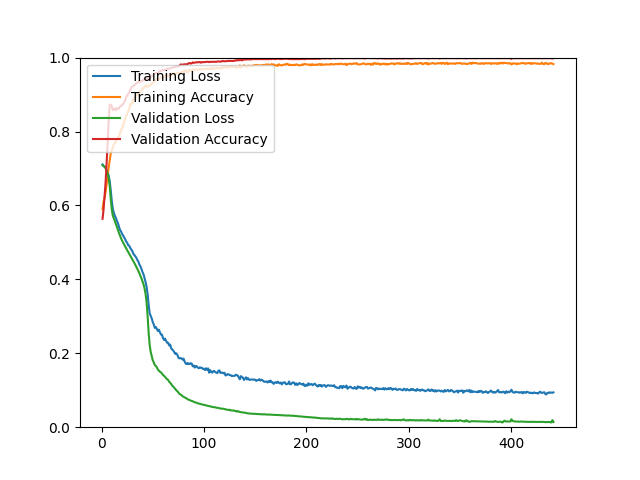 1.0
0.8
0.6
0.4
0.2
0.0
Training Loss
Training Accuracy
Validation Loss
Validation Accuracy
0 100 200 300 400